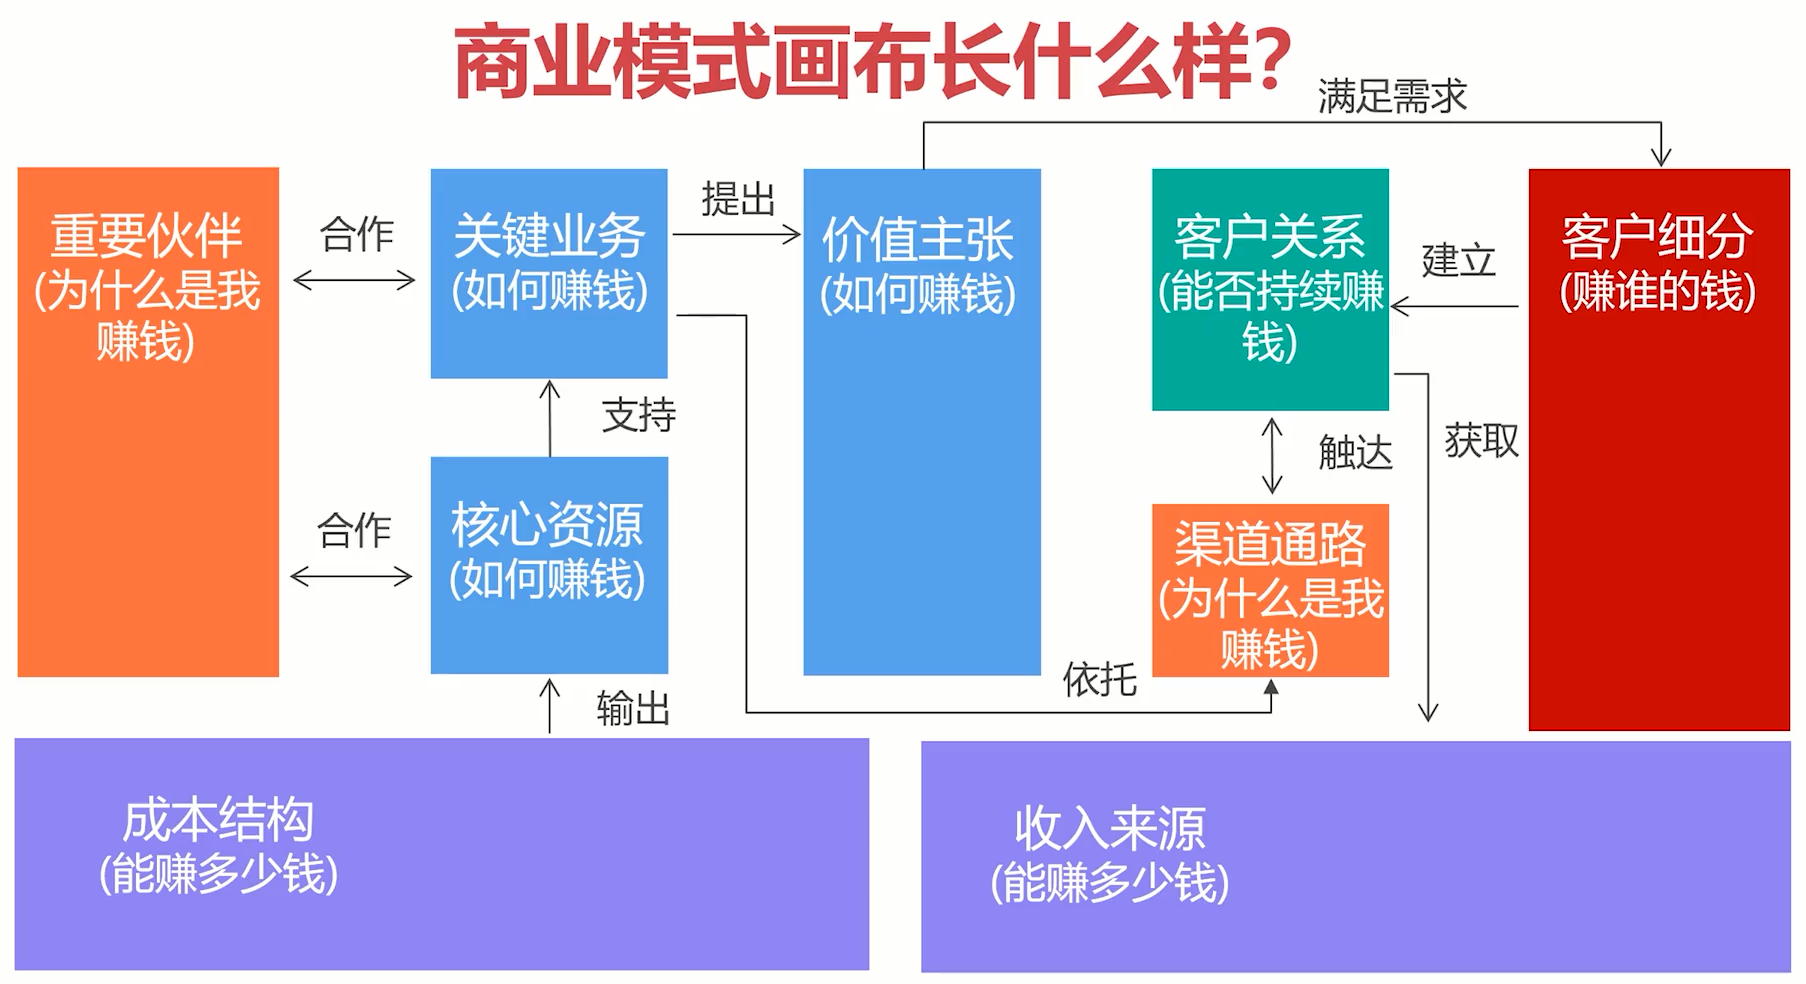 商业模式画布长什么样？
满足需求
重要伙伴
(为什么是我
赚钱)
合作
关键业务
(如何赚钱)
提出
价值主张
(如何赚钱)
客户关系
(能否持续赚
钱)
建立
客户细分
(赚谁的钱)
支持
触达
获取
合作
核心资源
(如何赚钱)
渠道通路
(为什么是我
赚钱)
依托
输出
成本结构
(能赚多少钱)
收入来源
(能赚多少钱)